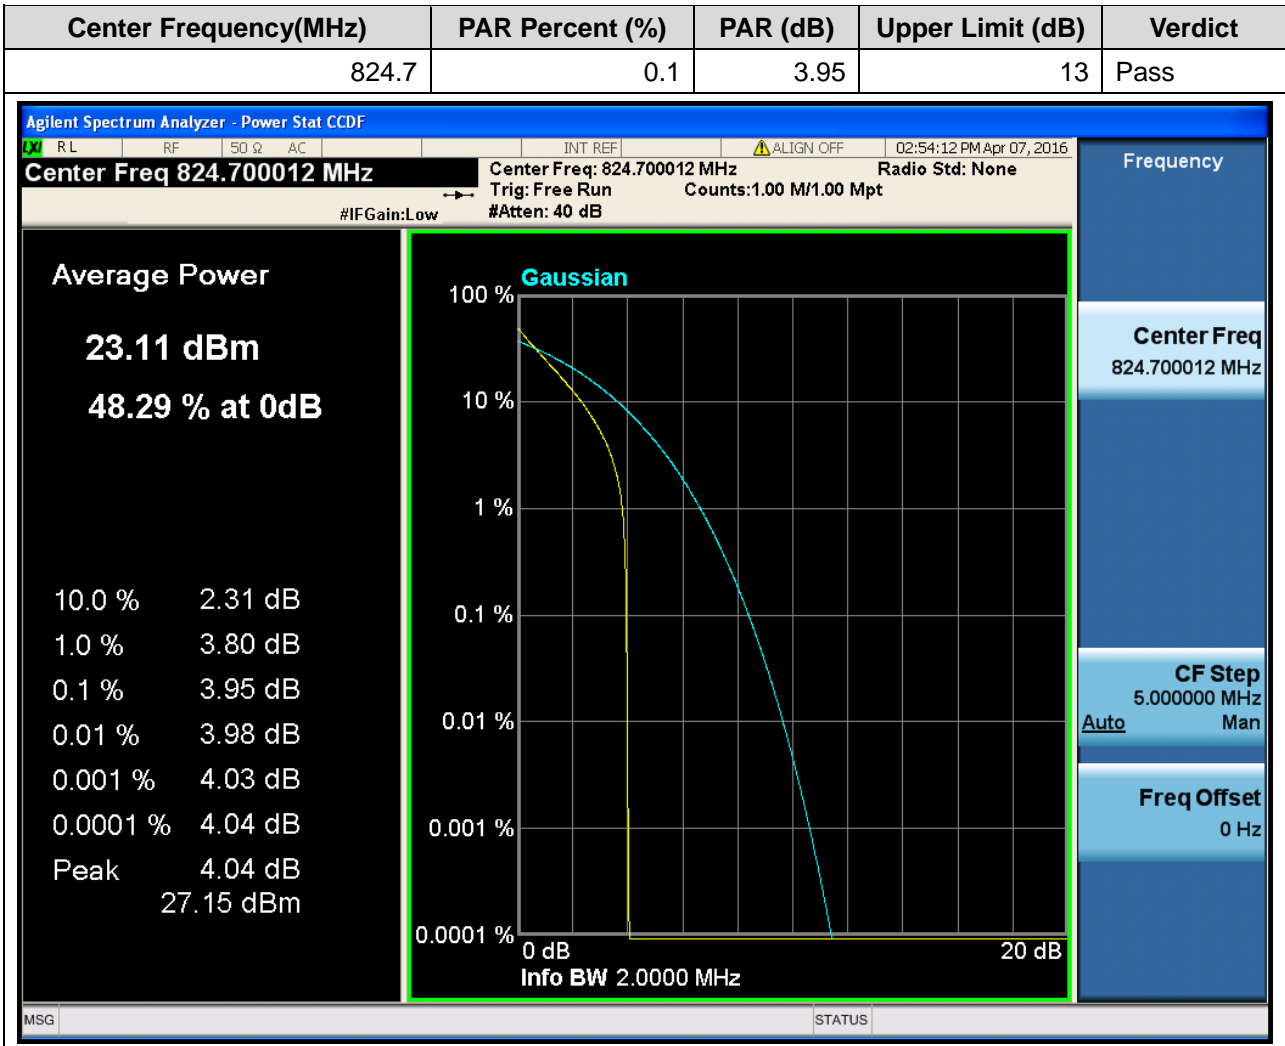 Center Frequency(MHz) PAR Percent (%) PAR (dB) Upper Limit (dB) Verdict
824.7 0.1 3.95 13 Pass
Agilent Spectrum Analyzer - Power Stat CCDF
LXI RL RF 50 Ω AC INT REF ALIGN OFF 02:54:12 PM Apr 07, 2016
Center Freq 824.700012 MHz
Center Freq: 824.700012 MHz Radio Std: None
Trig: Free Run Counts:1.00 M/1.00 Mpt
#IFGain:Low #Atten: 40 dB
Average Power
23.11 dBm
48.29 % at 0dB
10.0 % 2.31 dB
1.0 % 3.80 dB
0.1 % 3.95 dB
0.01 % 3.98 dB
0.001 % 4.03 dB
0.0001 % 4.04 dB
Peak 4.04 dB
27.15 dBm
Gaussian
100 %
10 %
1 %
0.1 %
0.01 %
0.001 %
0.0001 %
0 dB 20 dB
Info BW 2.0000 MHz
Frequency
Center Freq
824.700012 MHz
CF Step
5.000000 MHz
Auto Man
Freq Offset
0 Hz
MSG STATUS